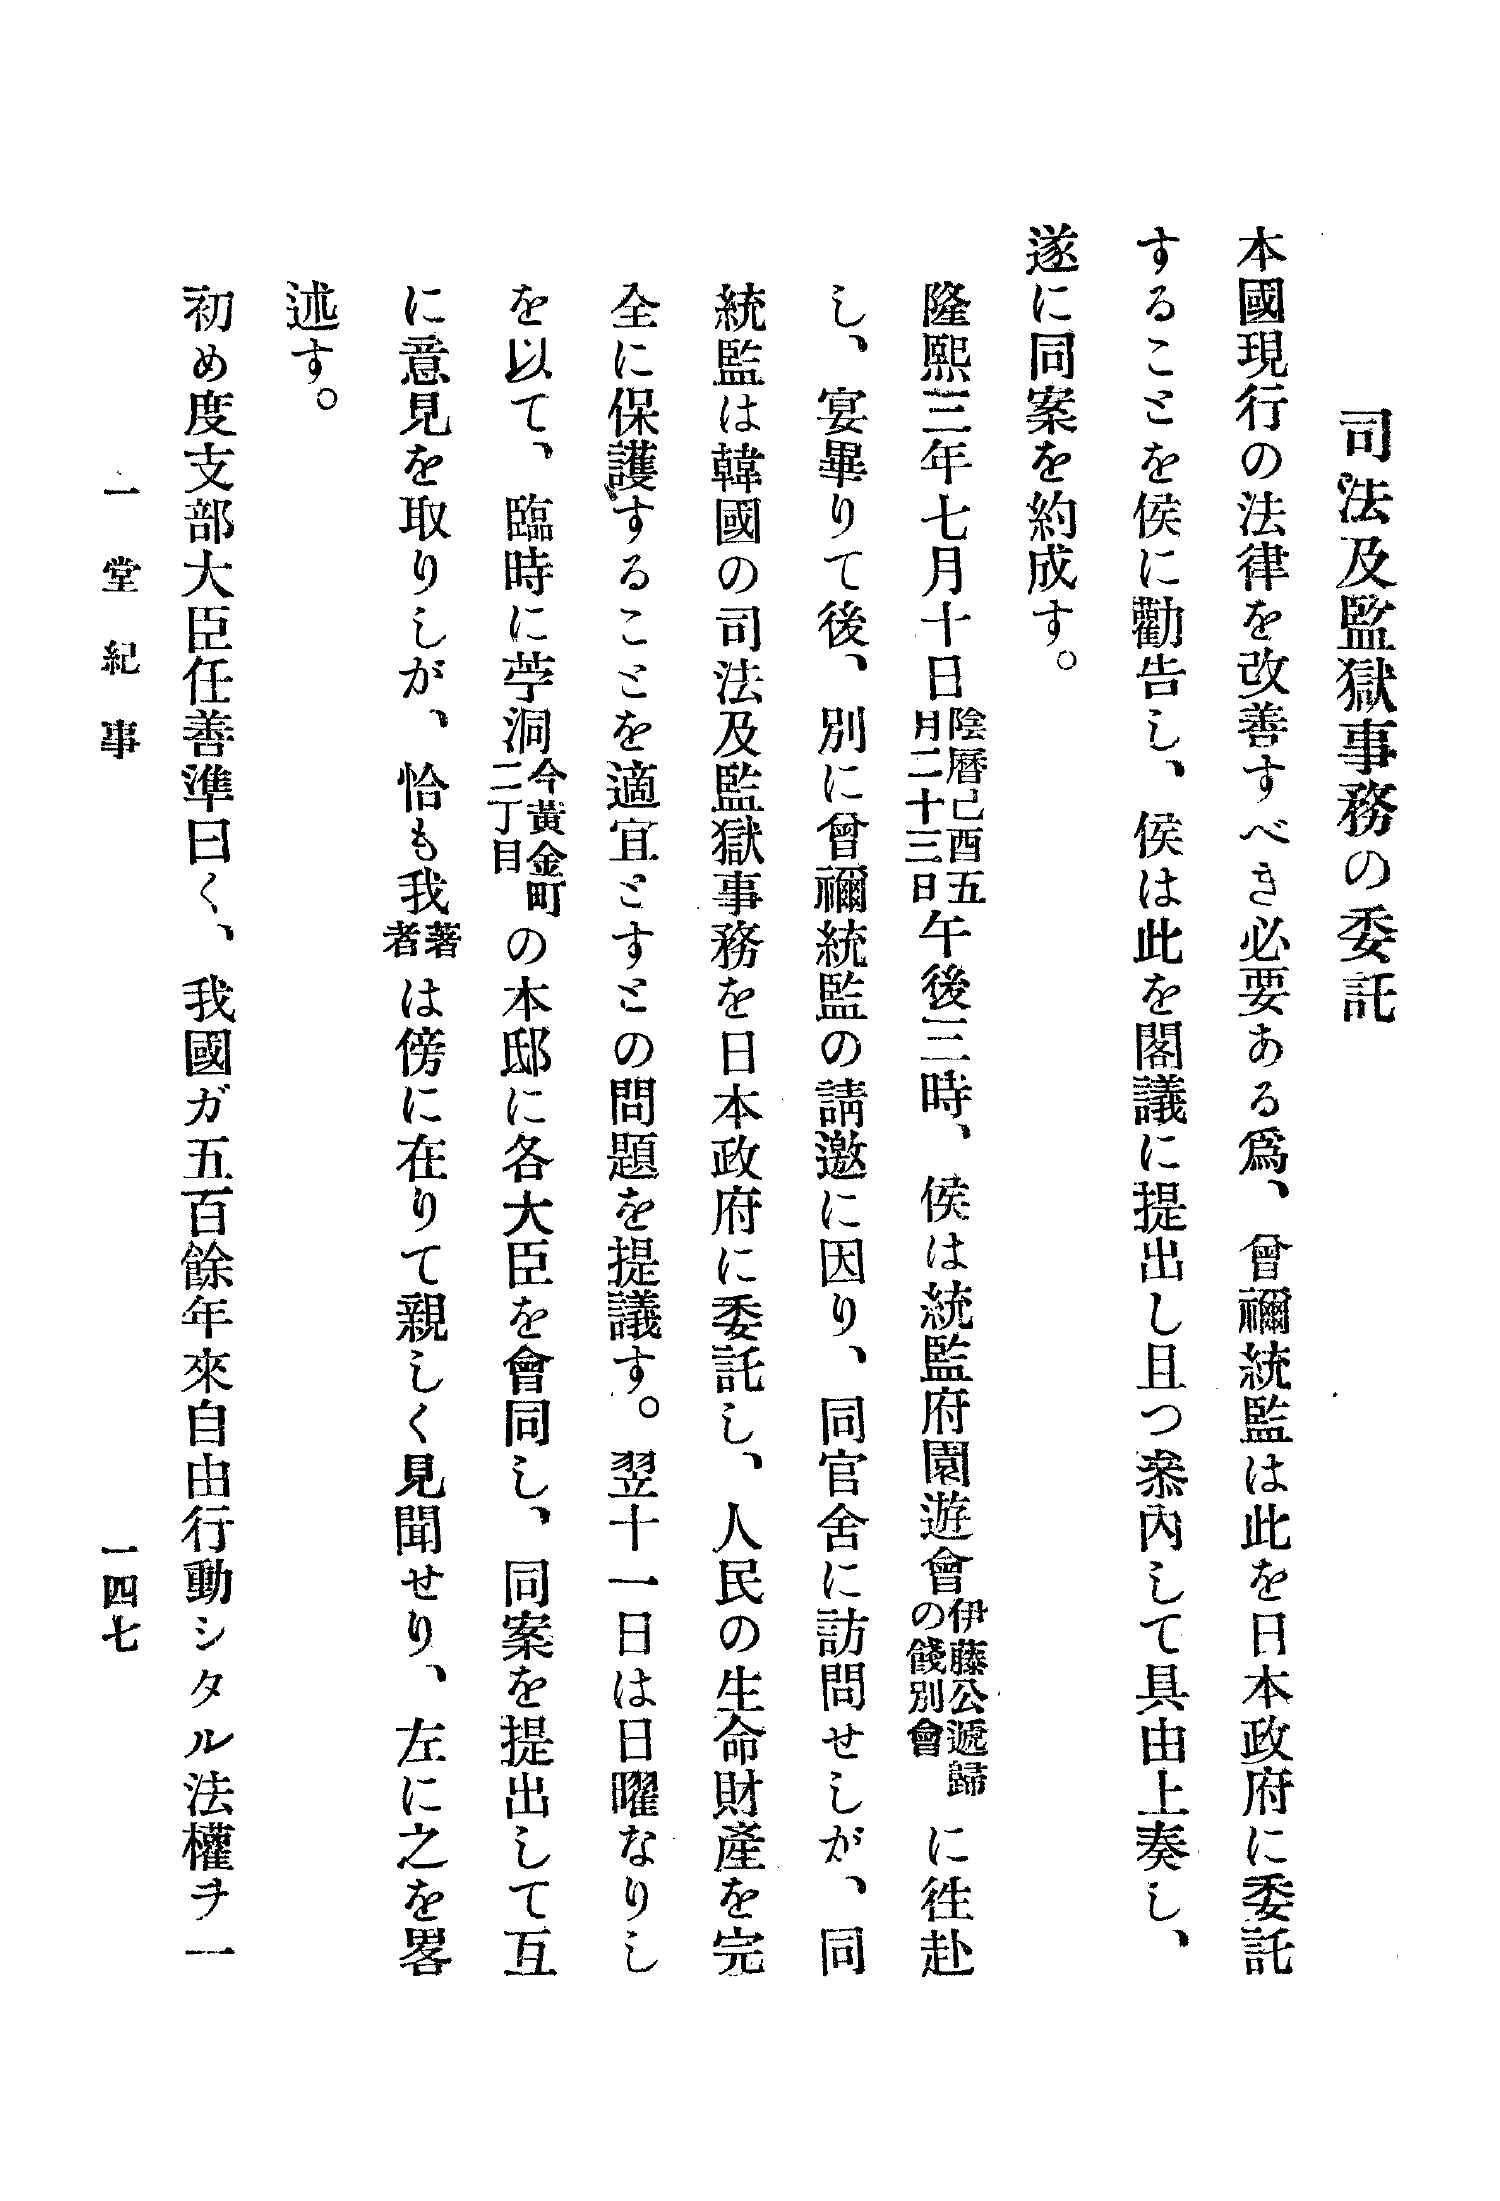 司法及監獄事務の委託
本國現行の法律を改善すべき必要ある爲、曾禰統監は此を日本政府に委託
することを侯に勸告し、侯は此を閣議に提出し且つ叅內して具由上奏し、
遂に同案を約成す。
隆熙三年七月十日陰曆己酉五月二十三日午後三時、侯は統監府園遊會伊藤公遞歸の餞別會に徃赴
し、宴畢りて後、別に曾禰統監の請邀に因り、同官舍に訪問せしが、同
統監は韓國の司法及監獄事務を日本政府に委託し、人民の生命財產を完
全に保護することを適宜とすとの問題を提議す。翌十一日は日曜なりし
を以て、臨時に苧洞今黃金町二丁目の本邸に各大臣を會同し、同案を提出して互
に意見を取りしが、恰も我著者は傍に在りて親しく見聞せり、左に之を畧
述す。
初め度支部大臣任善準曰く、我國ガ五百餘年來自由行動シタル法權ヲ一
一堂紀事
一四七